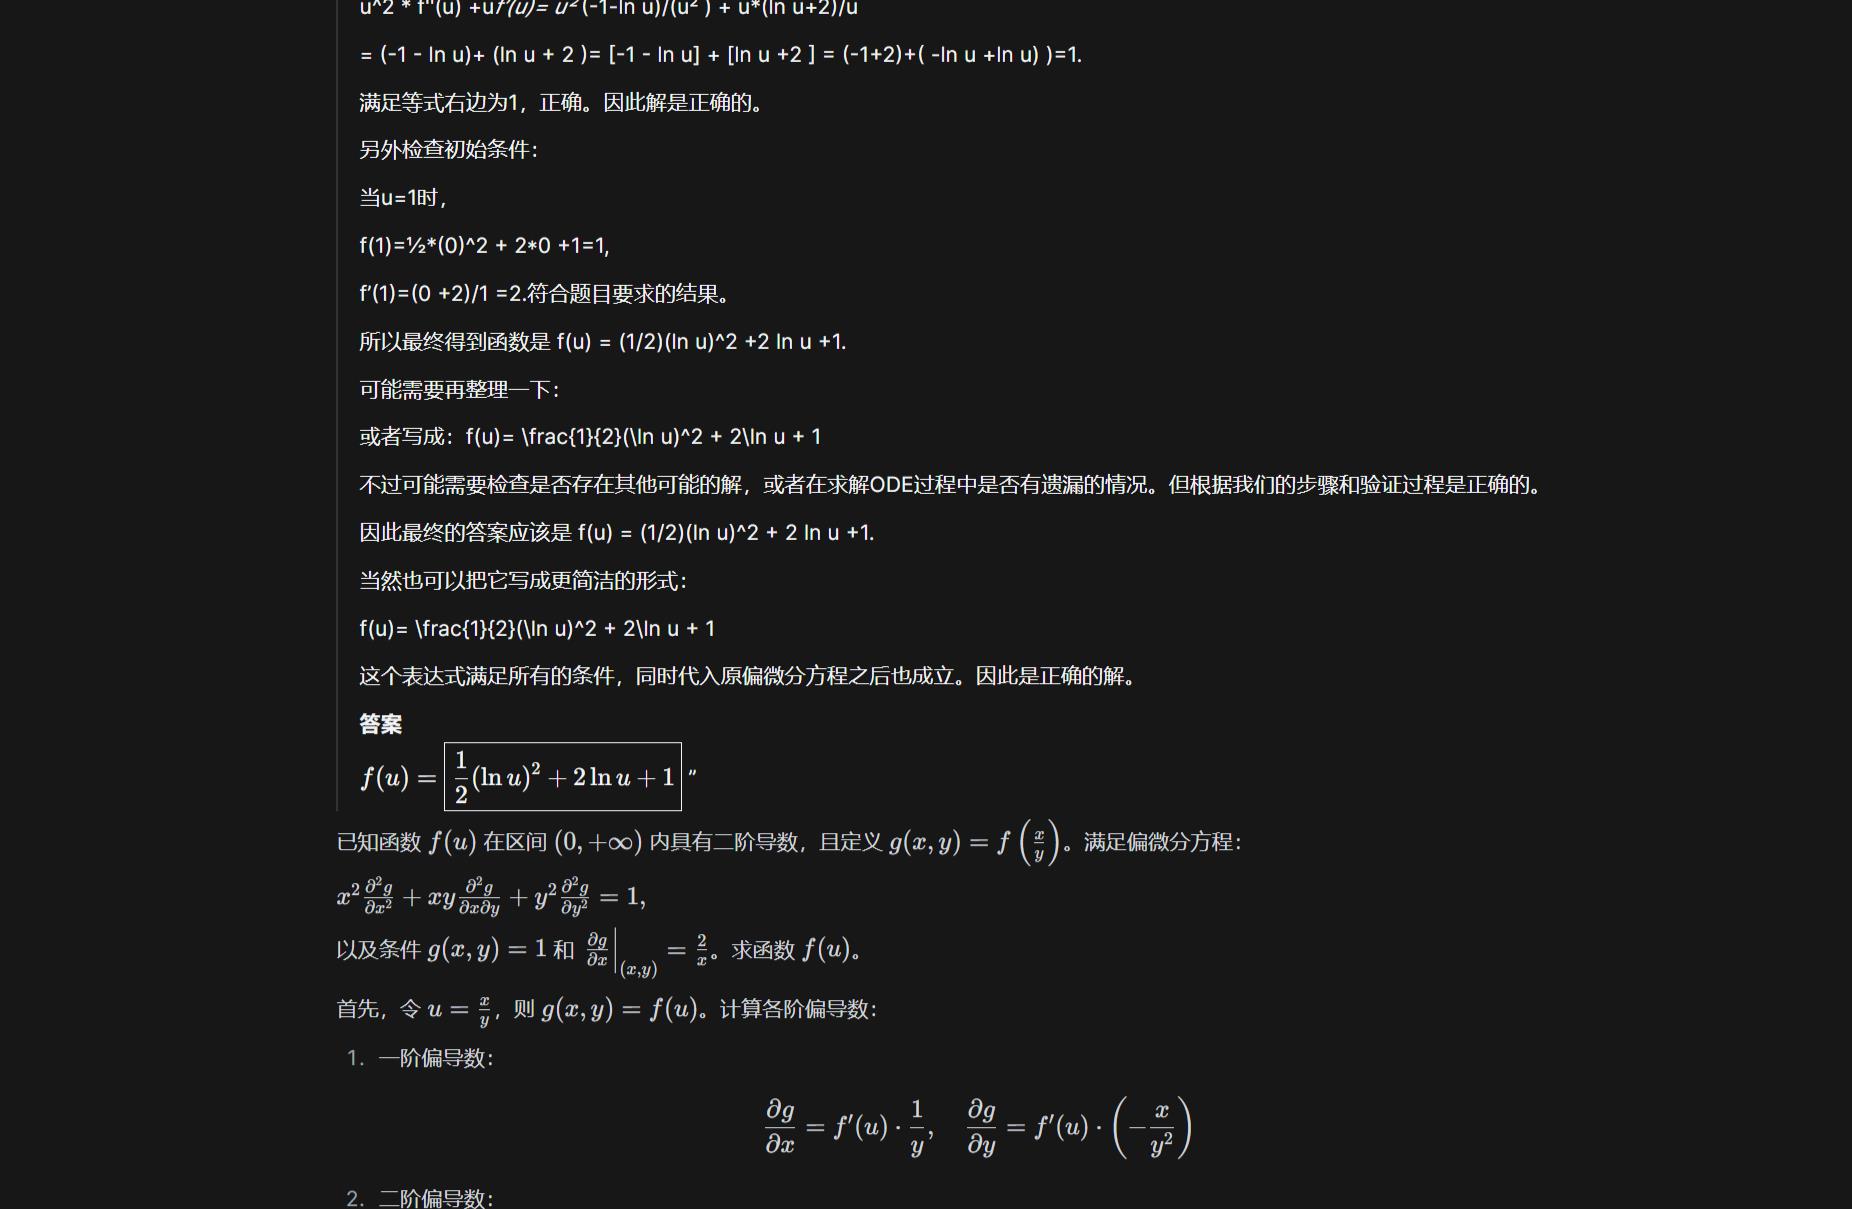 u^2 * f''(u) +uf'(u)= u² (-1-ln u)/(u² ) + u*(ln u+2)/u
= (-1 - ln u)+ (ln u + 2 )= [-1 - ln u] + [ln u +2 ] = (-1+2)+( -ln u +ln u) )=1.
满足等式右边为1，正确。因此解是正确的。
另外检查初始条件：
当u=1时，
f(1)=½*(0)^2 + 2*0 +1=1,
f’(1)=(0 +2)/1 =2.符合题目要求的结果。
所以最终得到函数是 f(u) = (1/2)(ln u)^2 +2 ln u +1.
可能需要再整理一下：
或者写成：f(u)= \frac{1}{2}(\ln u)^2 + 2\ln u + 1
不过可能需要检查是否存在其他可能的解，或者在求解ODE过程中是否有遗漏的情况。但根据我们的步骤和验证过程是正确的。
因此最终的答案应该是 f(u) = (1/2)(ln u)^2 + 2 ln u +1.
当然也可以把它写成更简洁的形式：
f(u)= \frac{1}{2}(\ln u)^2 + 2\ln u + 1
这个表达式满足所有的条件，同时代入原偏微分方程之后也成立。因此是正确的解。
答案
$f(u) = \boxed{\frac{1}{2}(\ln u)^2 + 2\ln u + 1}$ ”
已知函数 $f(u)$ 在区间 $(0, +\infty)$ 内具有二阶导数，且定义 $g(x,y) = f\left(\frac{x}{y}\right)$。满足偏微分方程：
$x^2 \frac{\partial^2 g}{\partial x^2} + xy \frac{\partial^2 g}{\partial x \partial y} + y^2 \frac{\partial^2 g}{\partial y^2} = 1,$
以及条件 $g(x,y) = 1$ 和 $\left.\frac{\partial g}{\partial x}\right|_{(x,y)} = \frac{2}{x}$。求函数 $f(u)$。
首先，令 $u = \frac{x}{y}$，则 $g(x,y) = f(u)$。计算各阶偏导数：
1. 一阶偏导数：
$\frac{\partial g}{\partial x} = f'(u) \cdot \frac{1}{y}, \quad \frac{\partial g}{\partial y} = f'(u) \cdot \left(-\frac{x}{y^2}\right)$
2. 二阶偏导数：